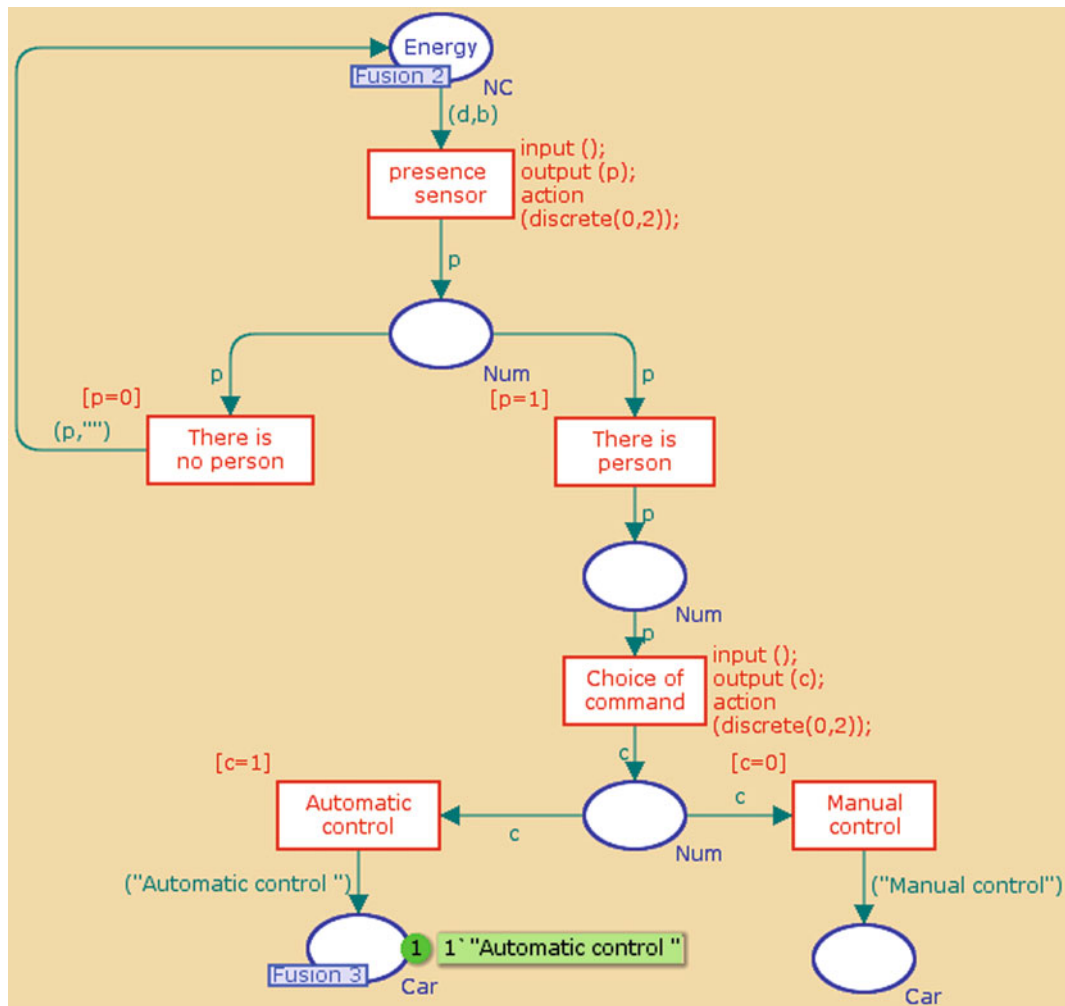 Energy
Fusion 2
NC
(d,b)
presence
sensor
input ();
output (p);
action
(discrete(0,2));
p
Num
p
p
[p=0]
[p=1]
(p,"")
There is
no person
There is
person
p
Num
p
Choice of
command
input ();
output (c);
action
(discrete(0,2));
c
[c=1]
[c=0]
Automatic
control
c
c
Manual
control
Num
("Automatic control ")
("Manual control")
1
1`"Automatic control "
Fusion 3
Car
Car